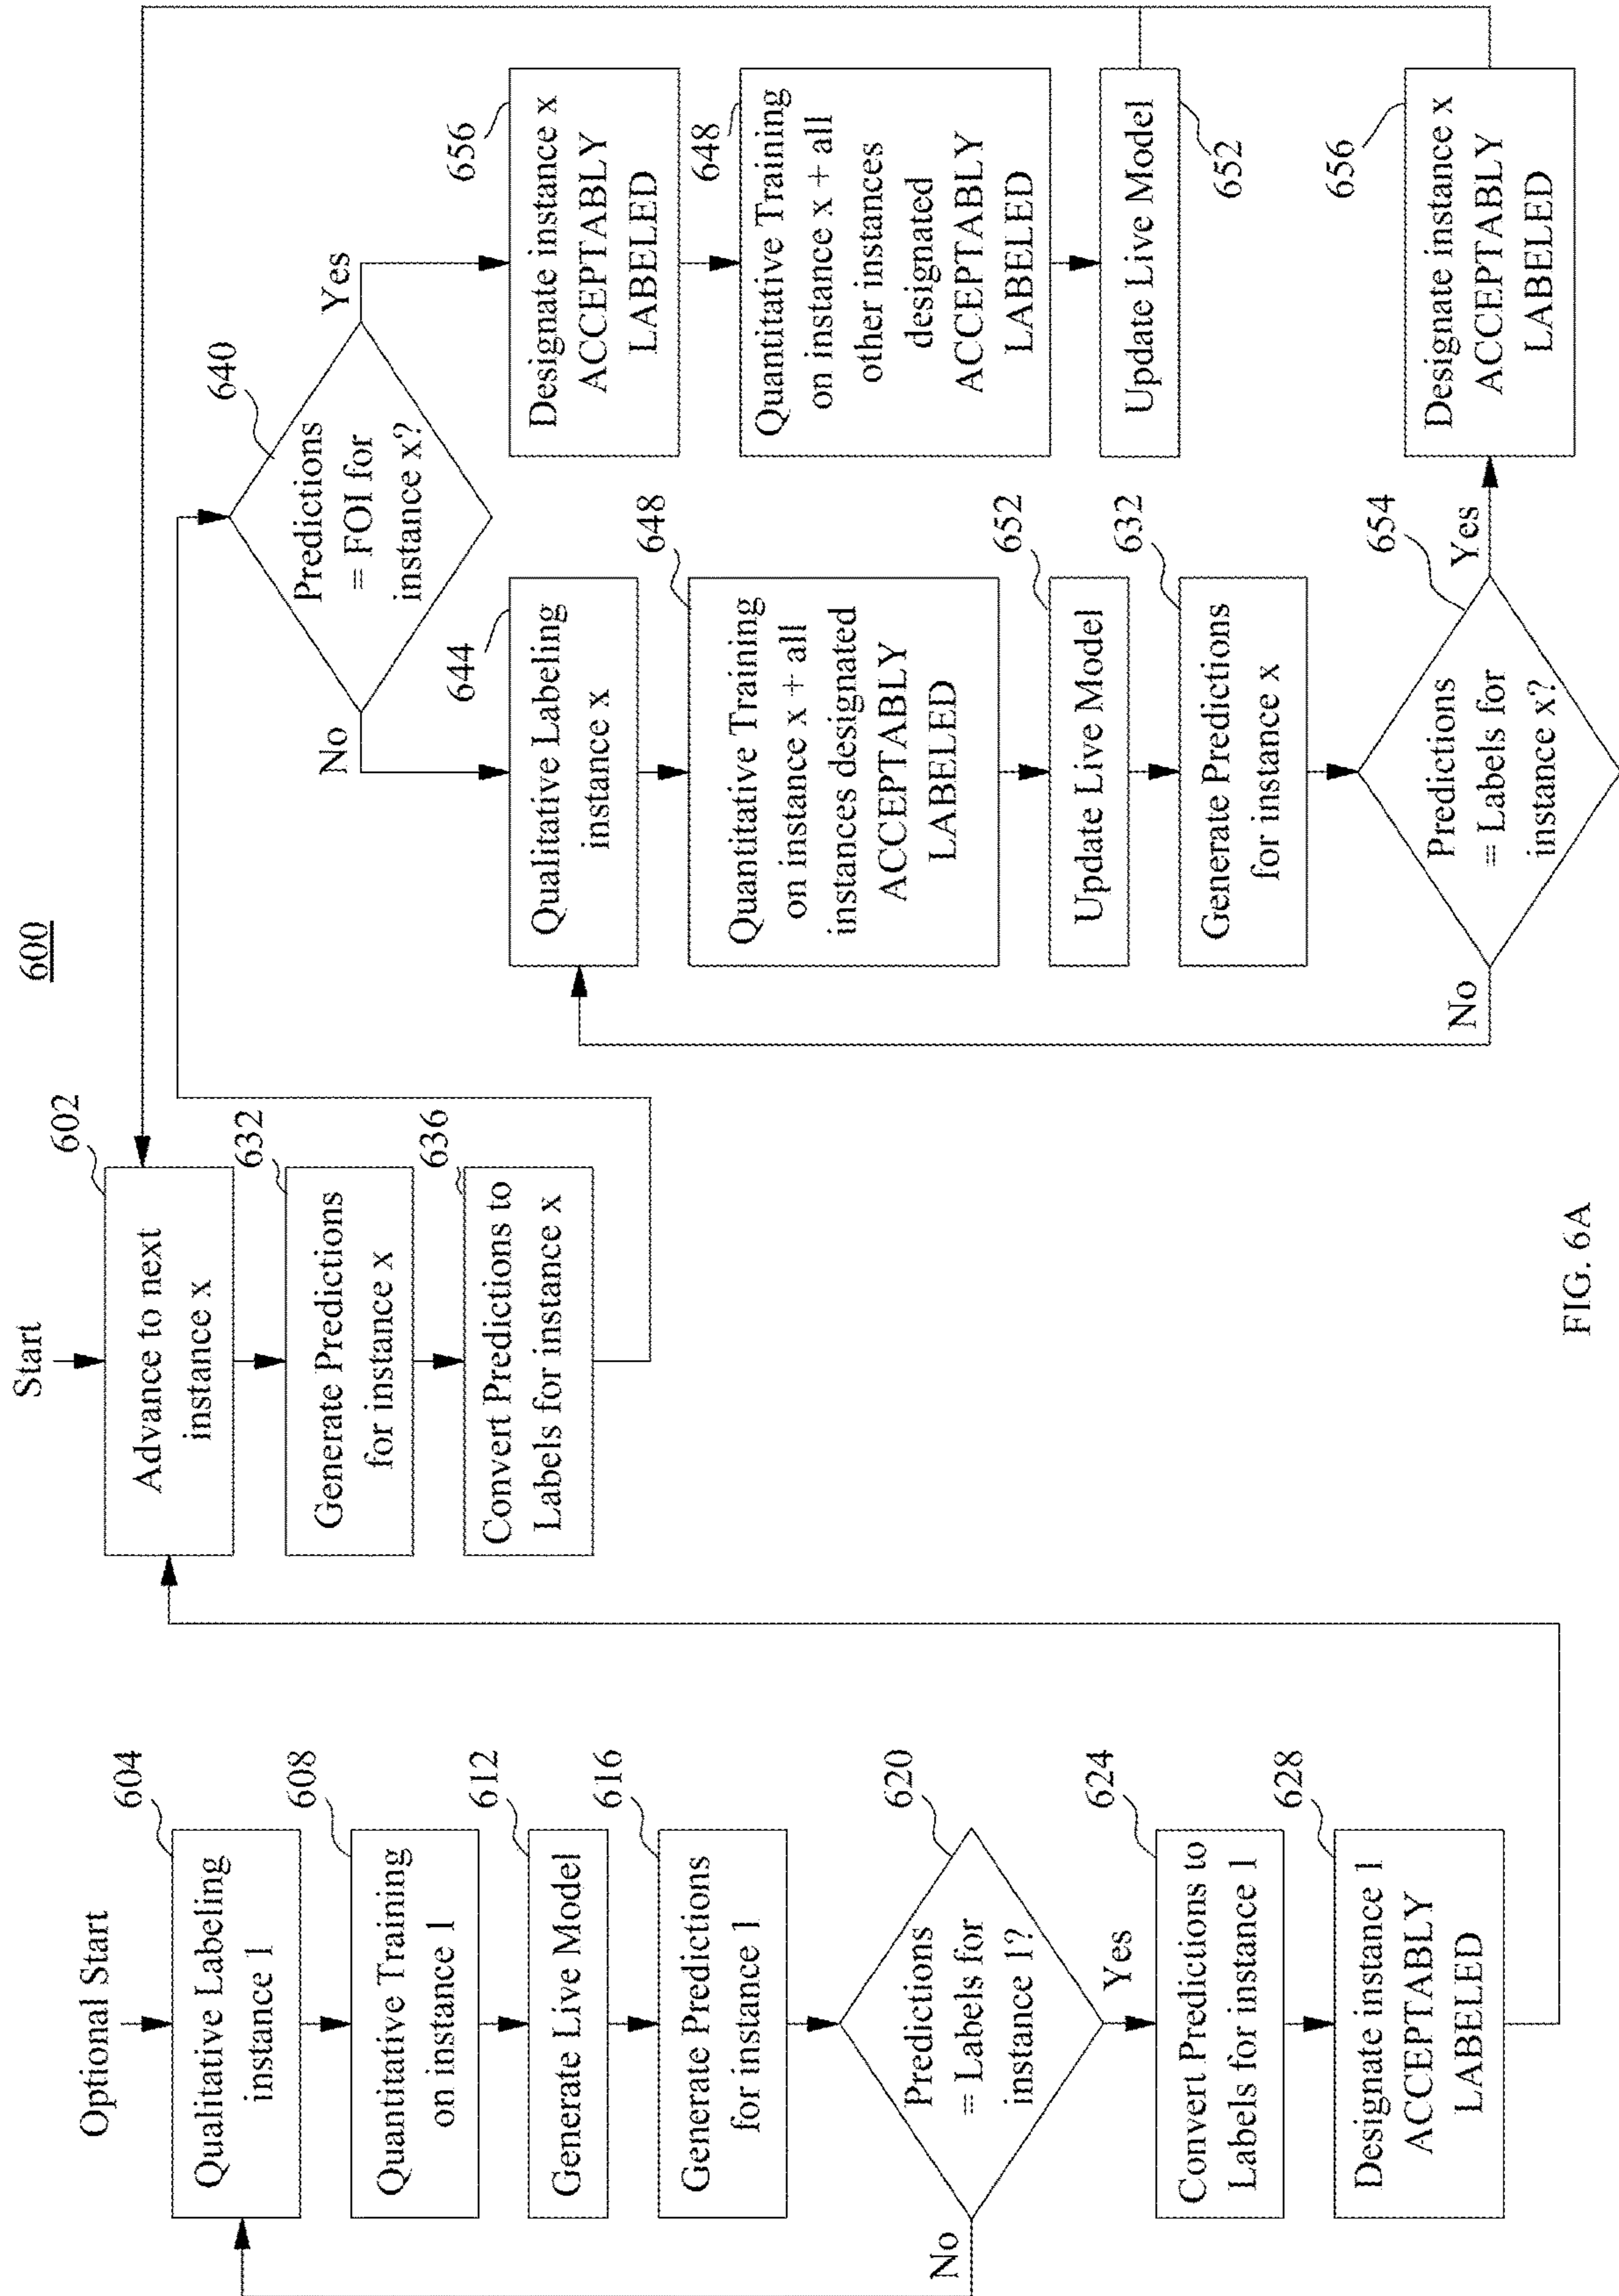 600
Optional Start
604
Qualitative Labeling
instance 1
608
Quantitative Training
on instance 1
612
Generate Live Model
616
Generate Predictions
for instance 1
620
Predictions
= Labels for
instance 1?
No
Yes
624
Convert Predictions to
Labels for instance 1
628
Designate instance 1
ACCEPTABLY
LABELED
Start
602
Advance to next
instance x
632
Generate Predictions
for instance x
636
Convert Predictions to
Labels for instance x
640
Predictions
= FOI for
instance x?
No
Yes
644
Qualitative Labeling
instance x
648
Quantitative Training
on instance x + all
instances designated
ACCEPTABLY
LABELED
652
Update Live Model
632
Generate Predictions
for instance x
654
Predictions
= Labels for
instance x?
No
Yes
656
Designate instance x
ACCEPTABLY
LABELED
648
Quantitative Training
on instance x + all
other instances
designated
ACCEPTABLY
LABELED
Update Live Model
652
656
Designate instance x
ACCEPTABLY
LABELED
FIG. 6A